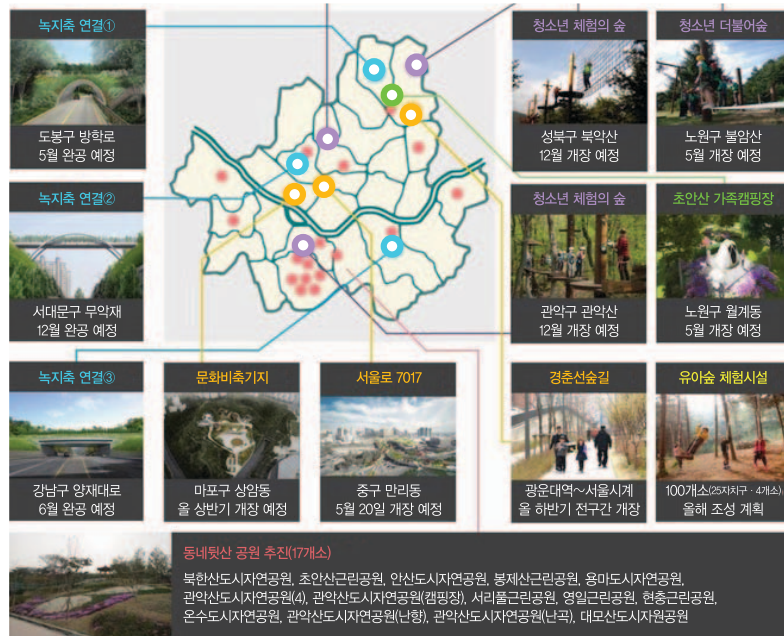 녹지축 연결①
도봉구 방학로
5월 완공 예정
청소년 체험의 숲
성북구 북악산
12월 개장 예정
청소년 더불어숲
노원구 불암산
5월 개장 예정
녹지축 연결②
서대문구 무악재
12월 완공 예정
청소년 체험의 숲
관악구 관악산
12월 개장 예정
초안산 가족캠핑장
노원구 월계동
5월 개장 예정
녹지축 연결③
강남구 양재대로
6월 완공 예정
문화비축기지
마포구 상암동
올 상반기 개장 예정
서울로 7017
중구 만리동
5월 20일 개장 예정
경춘선숲길
광운대역~서울시계
올 하반기 전구간 개장
유아숲 체험시설
100개소(25자치구·4개소)
올해 조성 계획
동네뒷산 공원 추진(17개소)
북한산도시자연공원, 초안산근린공원, 안산도시자연공원, 봉제산근린공원, 용마도시자연공원,
관악산도시자연공원(4), 관악산도시자연공원(캠핑장), 서리풀근린공원, 영일근린공원, 현충근린공원,
온수도시자연공원, 관악산도시자연공원(난향), 관악산도시자연공원(난곡), 대모산도시자원공원